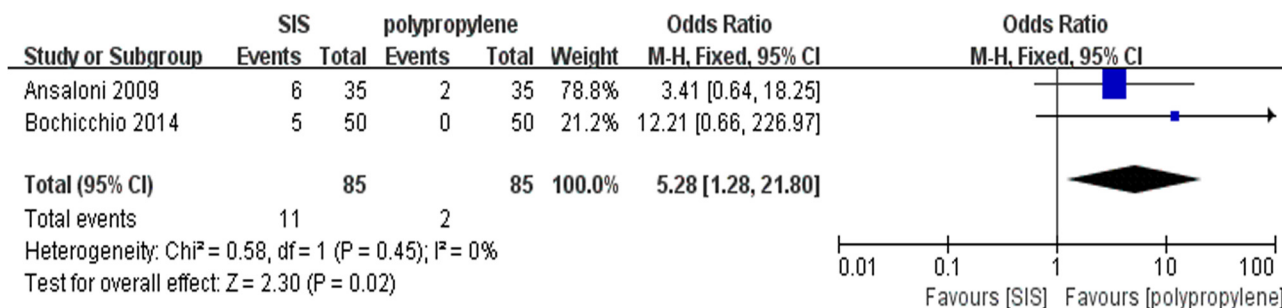 SIS polypropylene Odds Ratio Odds Ratio
Study or Subgroup Events Total Events Total Weight M-H, Fixed, 95% CI M-H, Fixed, 95% CI
Ansaloni 2009 6 35 2 35 78.8% 3.41 [0.64, 18.25]
Bochicchio 2014 5 50 0 50 21.2% 12.21 [0.66, 226.97]
Total (95% CI) 85 85 100.0% 5.28 [1.28, 21.80]
Total events 11 2
Heterogeneity: Chi² = 0.58, df = 1 (P = 0.45); I² = 0%
Test for overall effect: Z = 2.30 (P = 0.02)
0.01 0.1 1 10 100
Favours [SIS] Favours [polypropylene]